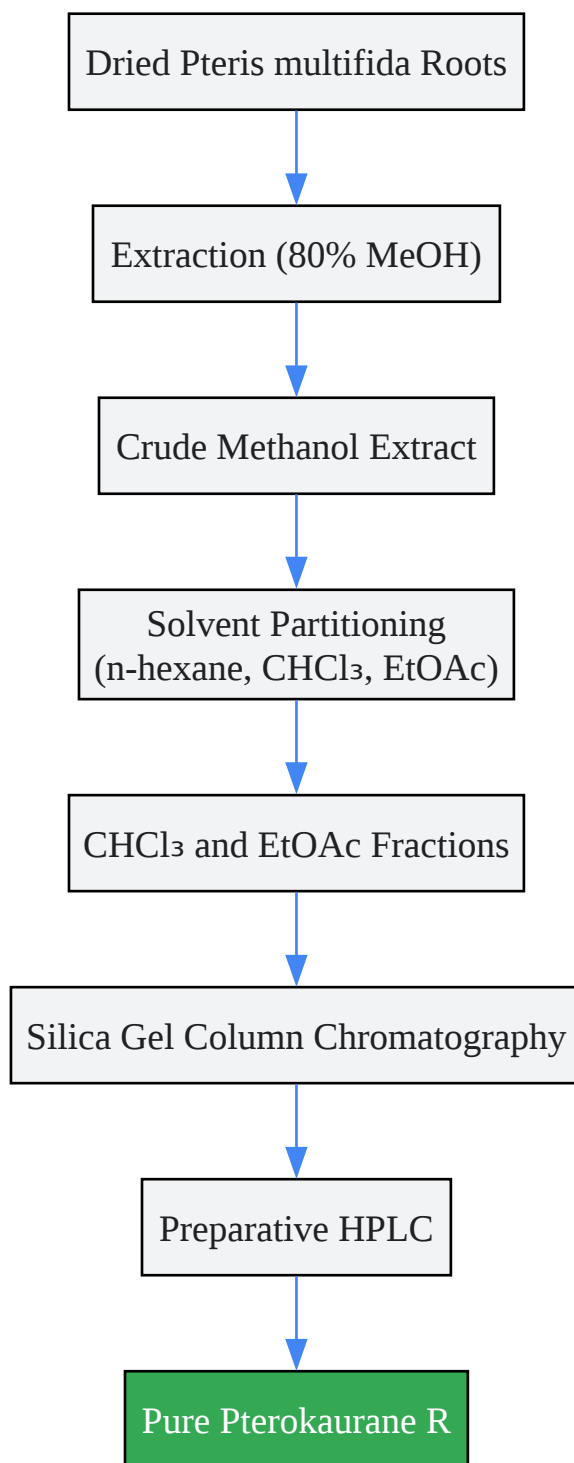 Dried Pteris multifida Roots
Extraction (80% MeOH)
Crude Methanol Extract
Solvent Partitioning
(n-hexane, CHCl₃, EtOAc)
CHCl₃ and EtOAc Fractions
Silica Gel Column Chromatography
Preparative HPLC
Pure Pterokaurane R